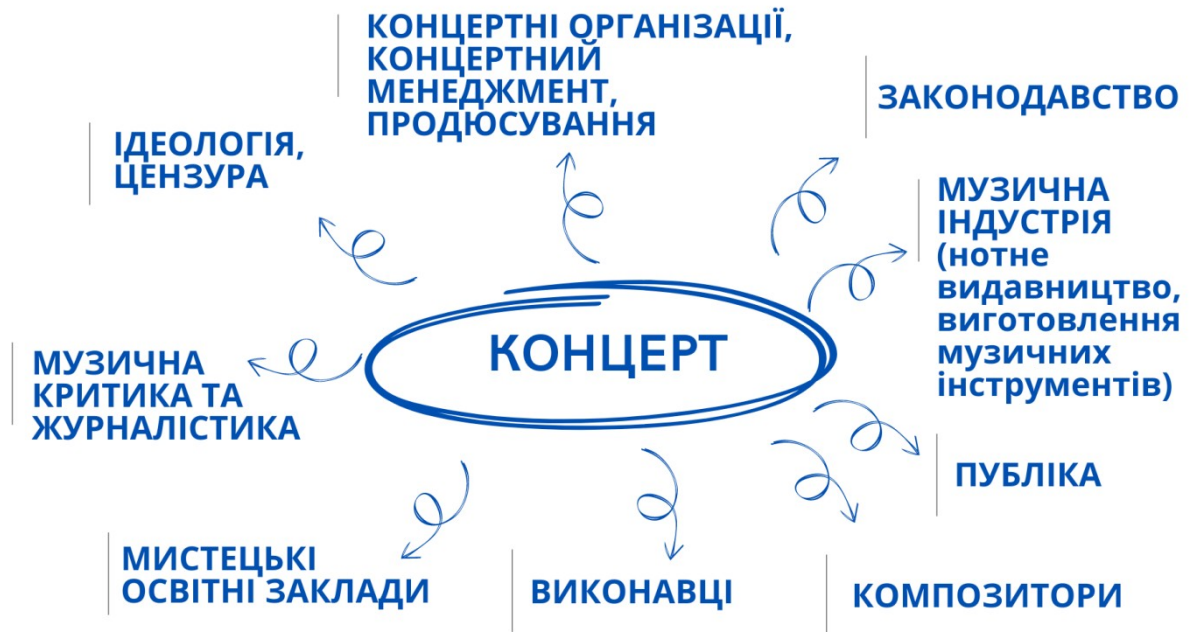 КОНЦЕРТНІ ОРГАНІЗАЦІЇ,
КОНЦЕРТНИЙ
МЕНЕДЖМЕНТ,
ПРОДЮСУВАННЯ
ЗАКОНОДАВСТВО
ІДЕОЛОГІЯ,
ЦЕНЗУРА
МУЗИЧНА
ІНДУСТРІЯ
(нотне
видавництво,
виготовлення
музичних
інструментів)
КОНЦЕРТ
МУЗИЧНА
КРИТИКА ТА
ЖУРНАЛІСТИКА
ПУБЛІКА
МИСТЕЦЬКІ
ОСВІТНІ ЗАКЛАДИ
ВИКОНАВЦІ
КОМПОЗИТОРИ